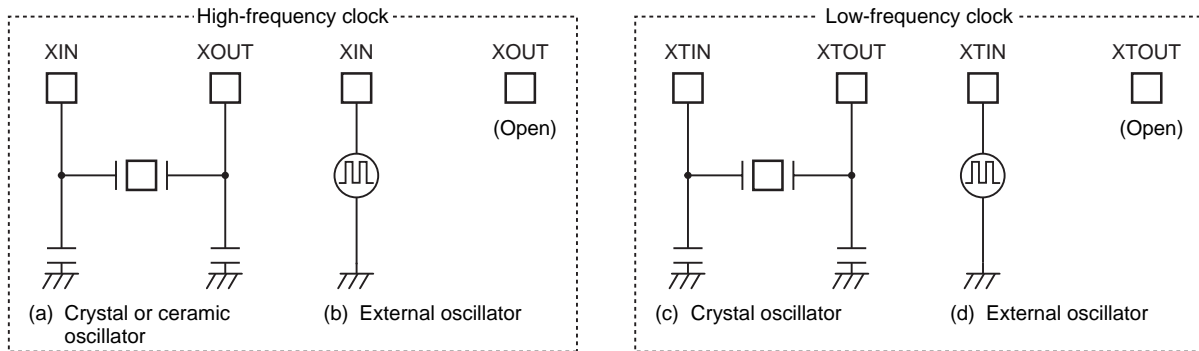 High-frequency clock
Low-frequency clock
XIN XOUT XIN XOUT
XTIN XTOUT XTIN XTOUT
(Open)
(Open)
(a) Crystal or ceramic
oscillator
(b) External oscillator
(c) Crystal oscillator
(d) External oscillator